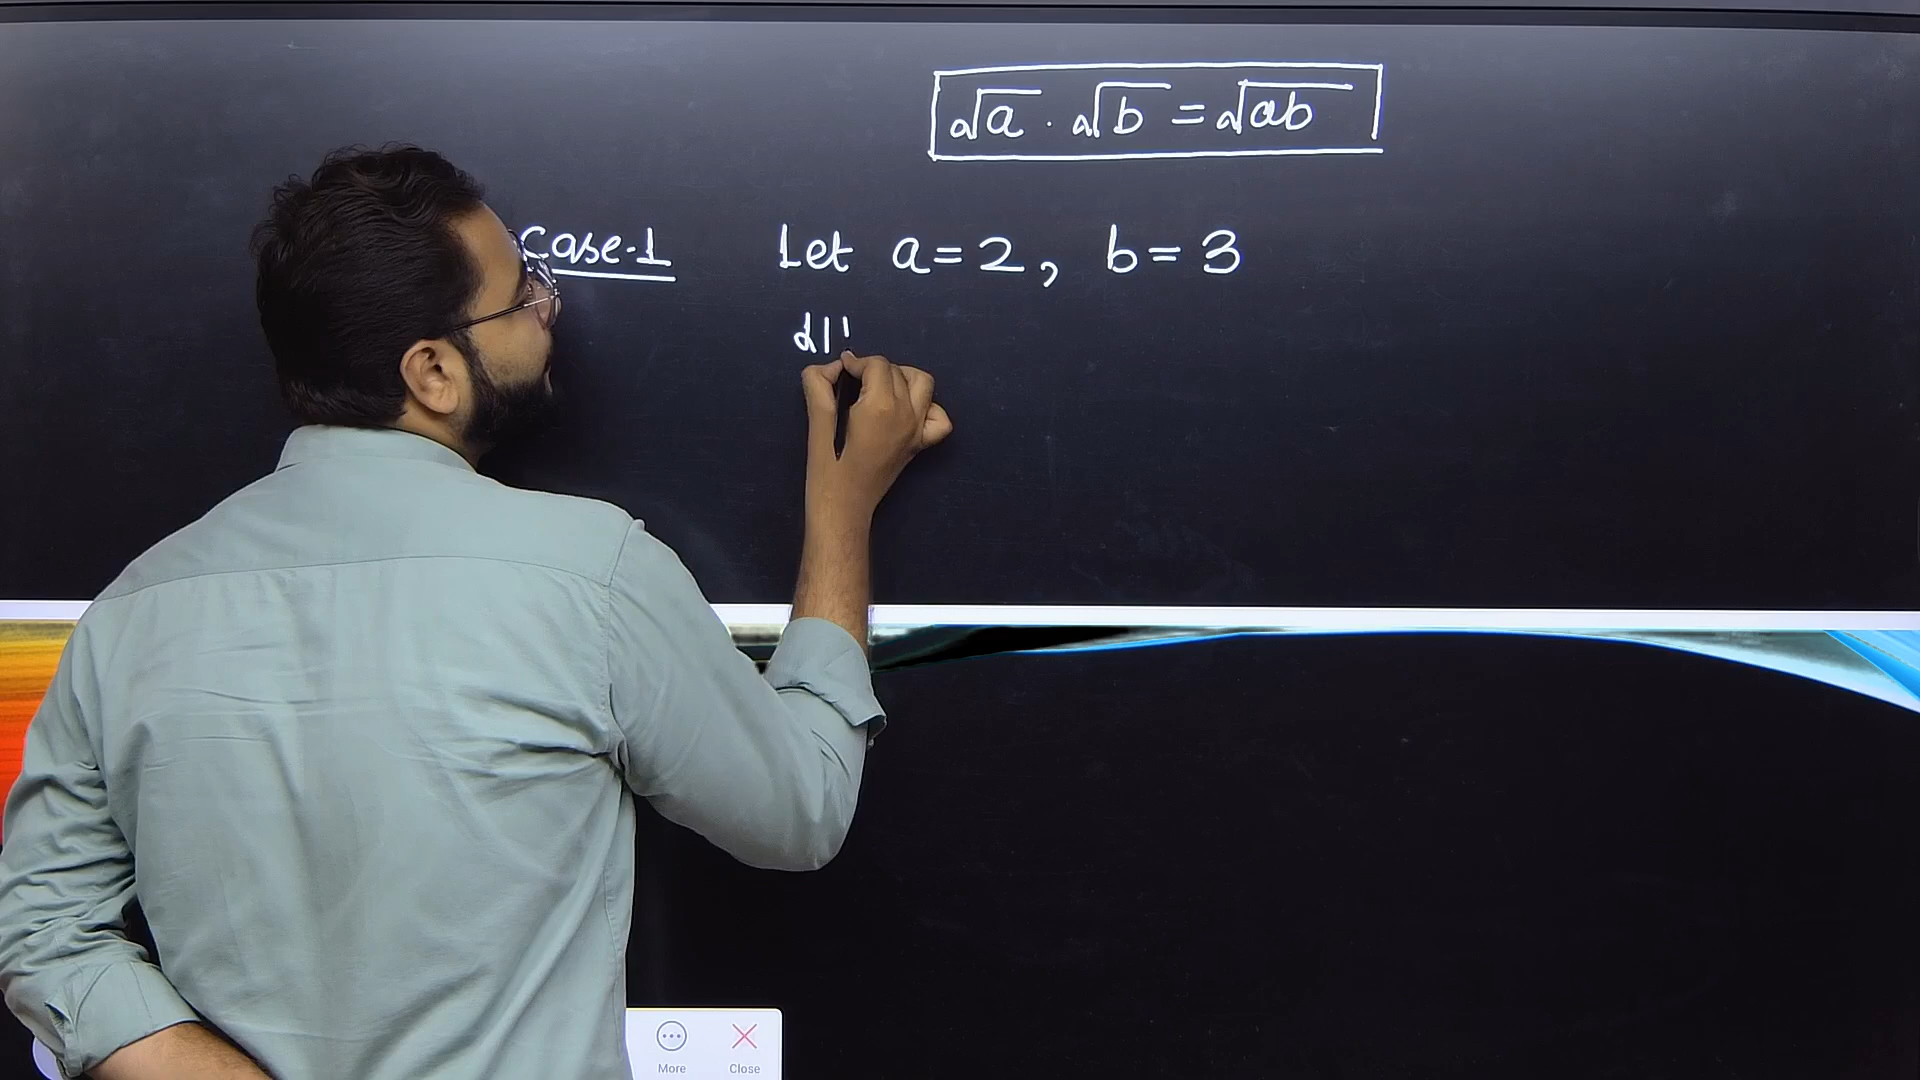 √a . √b = √ab
Case-1 Let a = 2, b = 3
More Close